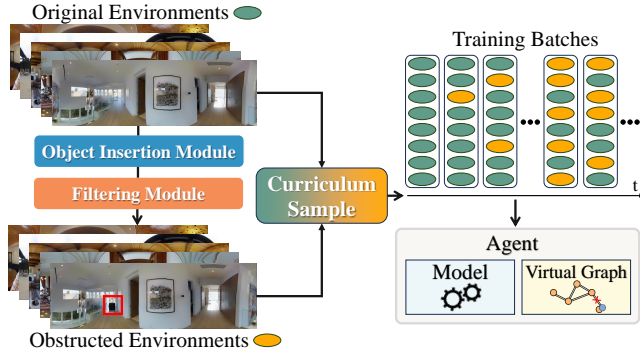 Original Environments
Object Insertion Module
Filtering Module
Obstructed Environments
Curriculum
Sample
Training Batches
•••
•••
t
Agent
Model
Virtual Graph